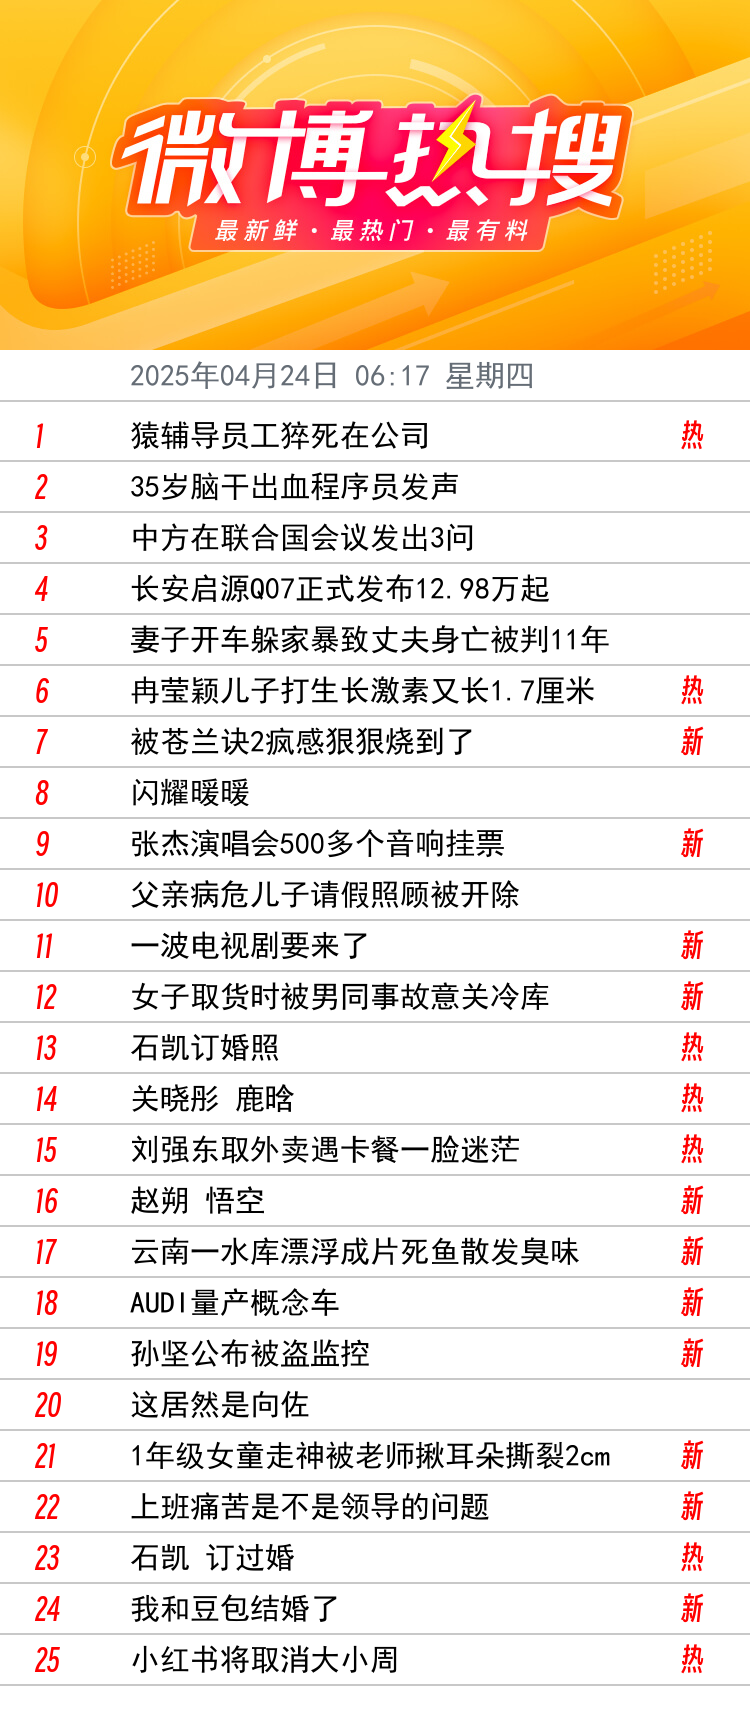 微博热搜
最新鲜·最热门·最有料
2025年04月24日 06:17 星期四
1 猿辅导员工猝死在公司 热
2 35岁脑干出血程序员发声
3 中方在联合国会议发出3问
4 长安启源Q07正式发布12.98万起
5 妻子开车躲家暴致丈夫身亡被判11年
6 冉莹颖儿子打生长激素又长1.7厘米 热
7 被苍兰诀2疯感狠狠烧到了 新
8 闪耀暖暖
9 张杰演唱会500多个音响挂票 新
10 父亲病危儿子请假照顾被开除
11 一波电视剧要来了 新
12 女子取货时被男同事故意关冷库 新
13 石凯订婚照 热
14 关晓彤 鹿晗 热
15 刘强东取外卖遇卡餐一脸迷茫 热
16 赵朔 悟空 新
17 云南一水库漂浮成片死鱼散发臭味 新
18 AUDI量产概念车 新
19 孙坚公布被盗监控 新
20 这居然是向佐
21 1年级女童走神被老师揪耳朵撕裂2cm 新
22 上班痛苦是不是领导的问题 新
23 石凯 订过婚 热
24 我和豆包结婚了 新
25 小红书将取消大小周 热